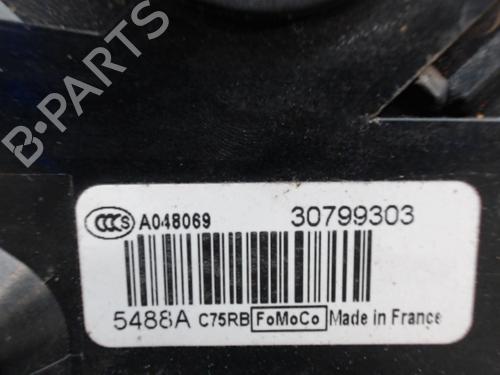 B-PARTS
CCC S A048069 30799303
5488A C75RB FoMoCo Made in France